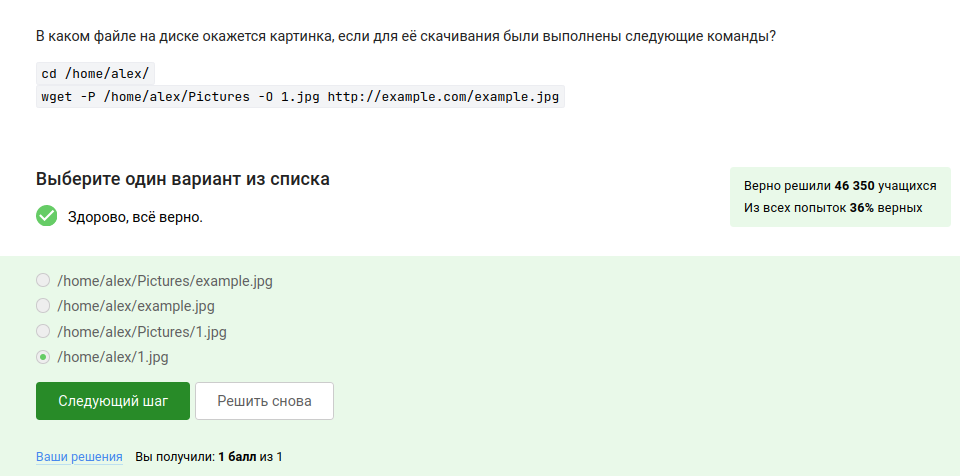 В каком файле на диске окажется картинка, если для её скачивания были выполнены следующие команды?
cd /home/alex/
wget -P /home/alex/Pictures -O 1.jpg http://example.com/example.jpg
Выберите один вариант из списка
Здорово, всё верно.
Верно решили 46 350 учащихся
Из всех попыток 36% верных
/home/alex/Pictures/example.jpg
/home/alex/example.jpg
/home/alex/Pictures/1.jpg
/home/alex/1.jpg
Следующий шаг Решить снова
Ваши решения Вы получили: 1 балл из 1